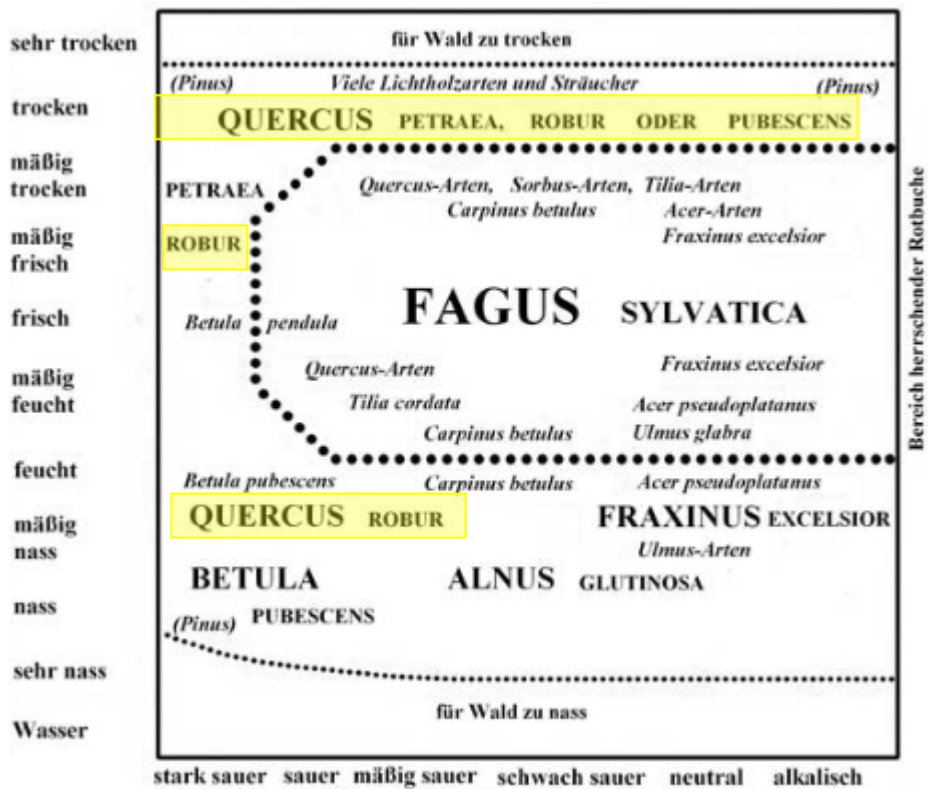 sehr trocken
für Wald zu trocken
(Pinus) Viele Lichtholzarten und Sträucher (Pinus)
trocken
QUERCUS PETRAEA, ROBUR ODER PUBESCENS
mäßig
trocken
PETRAEA
Quercus-Arten, Sorbus-Arten, Tilia-Arten
Carpinus betulus Acer-Arten
mäßig
frisch
ROBUR
Fraxinus excelsior
frisch
Betula pendula
FAGUS SYLVATICA
Quercus-Arten
Fraxinus excelsior
mäßig
feucht
Tilia cordata Acer pseudoplatanus
Carpinus betulus Ulmus glabra
feucht
Betula pubescens Carpinus betulus Acer pseudoplatanus
mäßig
nass
QUERCUS ROBUR FRAXINUS EXCELSIOR
Ulmus-Arten
BETULA ALNUS GLUTINOSA
nass
(Pinus) PUBESCENS
sehr nass
für Wald zu nass
Wasser
stark sauer sauer mäßig sauer schwach sauer neutral alkalisch
Bereich herrschender Rotbuche